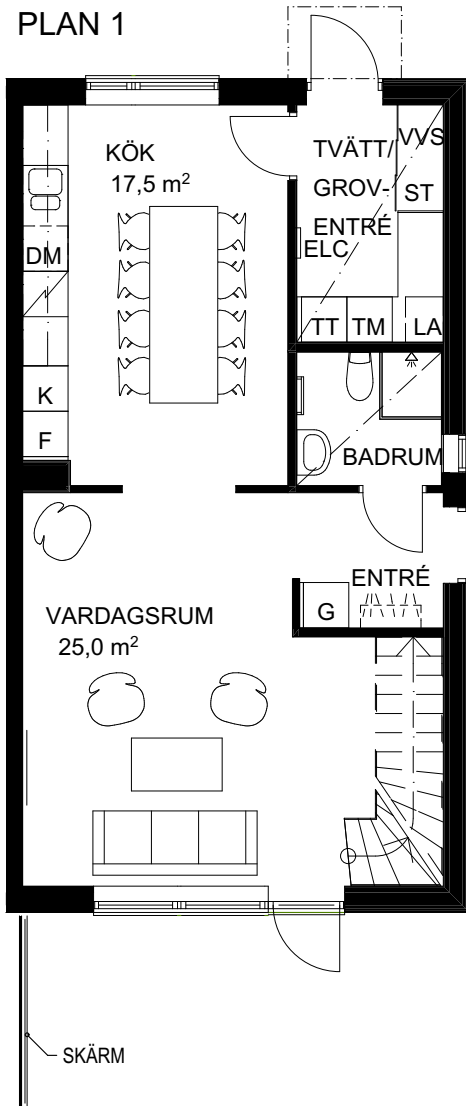 PLAN 1
KÖK
17,5 m²
TVÄTT/
GROV-
ENTRÉ
VVS
ST
ELC
DM
TT
TM
LA
K
F
BADRUM
ENTRÉ
G
VARDAGSRUM
25,0 m²
SKÄRM